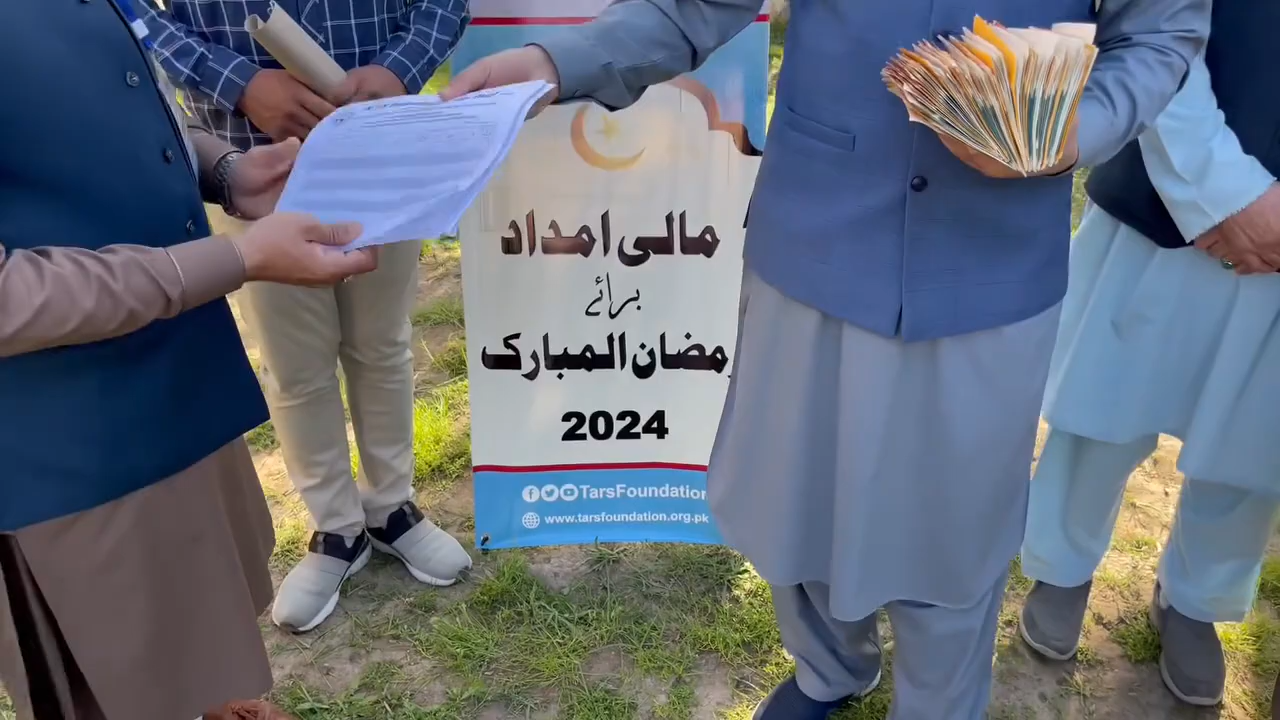 مالی امداد
برائے
رمضان المبارک
2024
TarsFoundation
www.tarsfoundation.org.pk